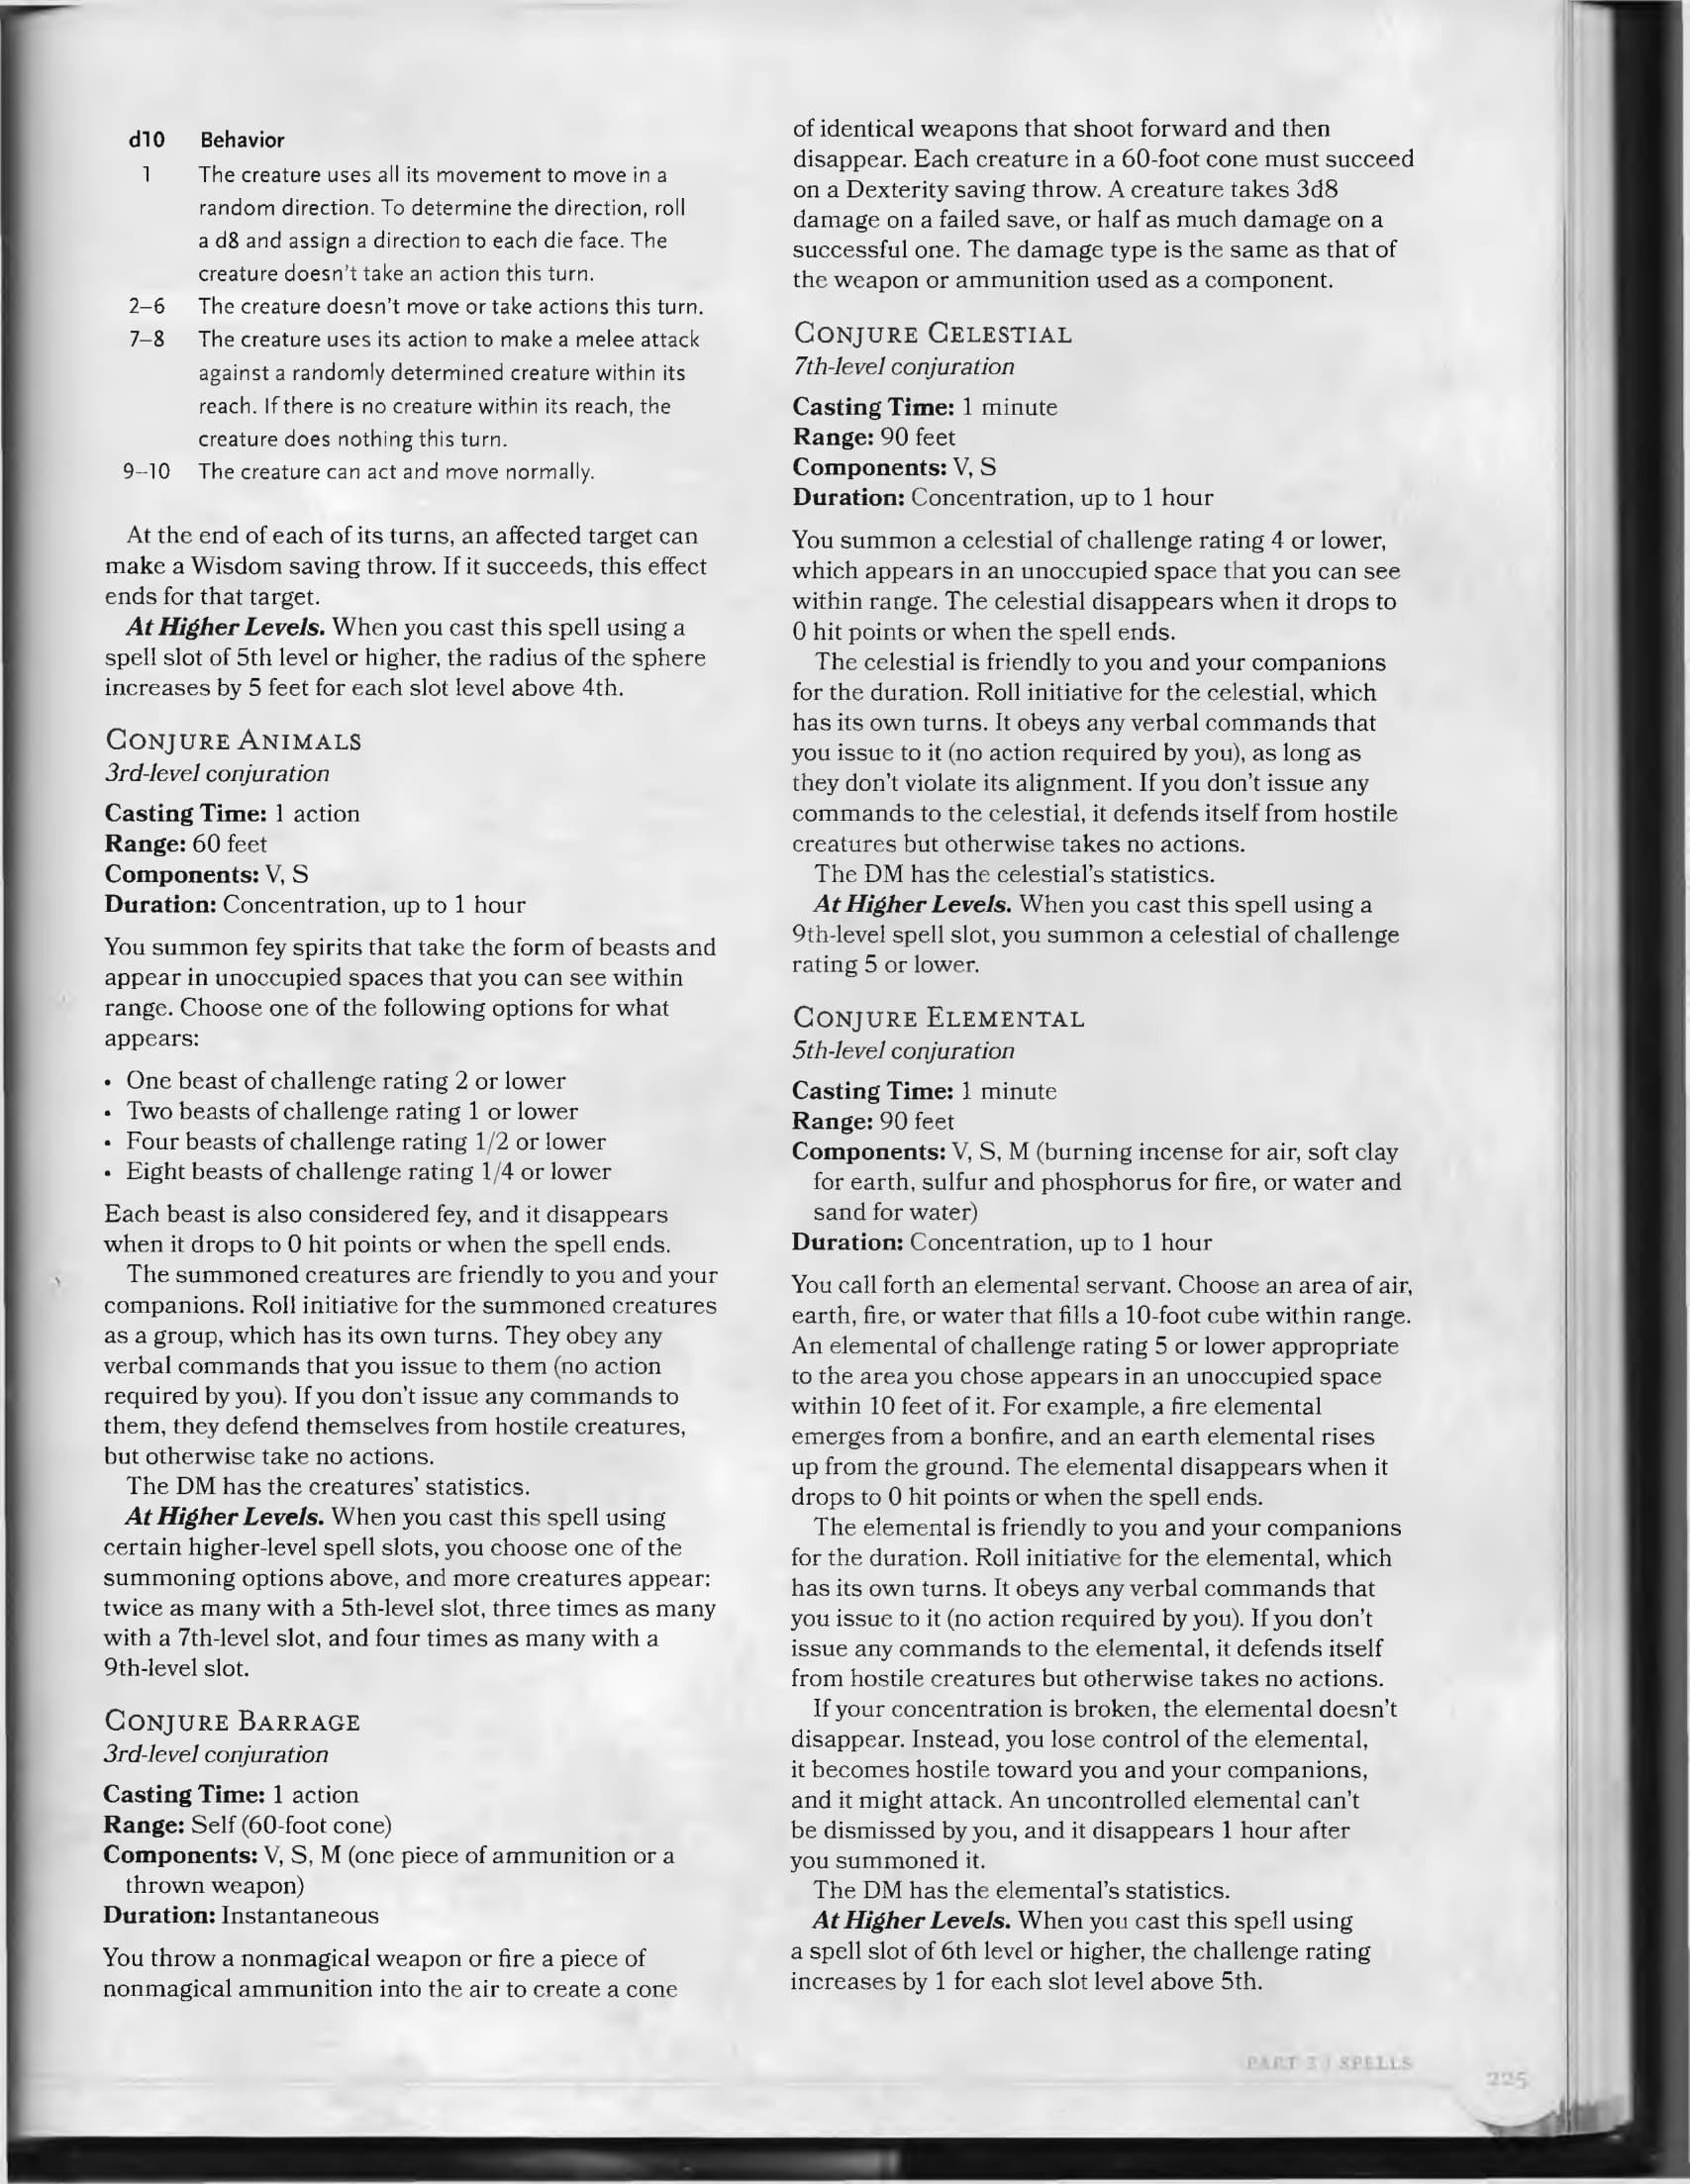 d10 Behavior
1 The creature uses all its movement to move in a
random direction. To determine the direction, roll
a d8 and assign a direction to each die face. The
creature doesn't take an action this turn.
2–6 The creature doesn't move or take actions this turn.
7–8 The creature uses its action to make a melee attack
against a randomly determined creature within its
reach. If there is no creature within its reach, the
creature does nothing this turn.
9–10 The creature can act and move normally.
At the end of each of its turns, an affected target can
make a Wisdom saving throw. If it succeeds, this effect
ends for that target.
At Higher Levels. When you cast this spell using a
spell slot of 5th level or higher, the radius of the sphere
increases by 5 feet for each slot level above 4th.
CONJURE ANIMALS
3rd-level conjuration
Casting Time: 1 action
Range: 60 feet
Components: V, S
Duration: Concentration, up to 1 hour
You summon fey spirits that take the form of beasts and
appear in unoccupied spaces that you can see within
range. Choose one of the following options for what
appears:
• One beast of challenge rating 2 or lower
• Two beasts of challenge rating 1 or lower
• Four beasts of challenge rating 1/2 or lower
• Eight beasts of challenge rating 1/4 or lower
Each beast is also considered fey, and it disappears
when it drops to 0 hit points or when the spell ends.
The summoned creatures are friendly to you and your
companions. Roll initiative for the summoned creatures
as a group, which has its own turns. They obey any
verbal commands that you issue to them (no action
required by you). If you don't issue any commands to
them, they defend themselves from hostile creatures,
but otherwise take no actions.
The DM has the creatures' statistics.
At Higher Levels. When you cast this spell using
certain higher-level spell slots, you choose one of the
summoning options above, and more creatures appear:
twice as many with a 5th-level slot, three times as many
with a 7th-level slot, and four times as many with a
9th-level slot.
CONJURE BARRAGE
3rd-level conjuration
Casting Time: 1 action
Range: Self (60-foot cone)
Components: V, S, M (one piece of ammunition or a
thrown weapon)
Duration: Instantaneous
You throw a nonmagical weapon or fire a piece of
nonmagical ammunition into the air to create a cone
of identical weapons that shoot forward and then
disappear. Each creature in a 60-foot cone must succeed
on a Dexterity saving throw. A creature takes 3d8
damage on a failed save, or half as much damage on a
successful one. The damage type is the same as that of
the weapon or ammunition used as a component.
CONJURE CELESTIAL
7th-level conjuration
Casting Time: 1 minute
Range: 90 feet
Components: V, S
Duration: Concentration, up to 1 hour
You summon a celestial of challenge rating 4 or lower,
which appears in an unoccupied space that you can see
within range. The celestial disappears when it drops to
0 hit points or when the spell ends.
The celestial is friendly to you and your companions
for the duration. Roll initiative for the celestial, which
has its own turns. It obeys any verbal commands that
you issue to it (no action required by you), as long as
they don't violate its alignment. If you don't issue any
commands to the celestial, it defends itself from hostile
creatures but otherwise takes no actions.
The DM has the celestial's statistics.
At Higher Levels. When you cast this spell using a
9th-level spell slot, you summon a celestial of challenge
rating 5 or lower.
CONJURE ELEMENTAL
5th-level conjuration
Casting Time: 1 minute
Range: 90 feet
Components: V, S, M (burning incense for air, soft clay
for earth, sulfur and phosphorus for fire, or water and
sand for water)
Duration: Concentration, up to 1 hour
You call forth an elemental servant. Choose an area of air,
earth, fire, or water that fills a 10-foot cube within range.
An elemental of challenge rating 5 or lower appropriate
to the area you chose appears in an unoccupied space
within 10 feet of it. For example, a fire elemental
emerges from a bonfire, and an earth elemental rises
up from the ground. The elemental disappears when it
drops to 0 hit points or when the spell ends.
The elemental is friendly to you and your companions
for the duration. Roll initiative for the elemental, which
has its own turns. It obeys any verbal commands that
you issue to it (no action required by you). If you don't
issue any commands to the elemental, it defends itself
from hostile creatures but otherwise takes no actions.
If your concentration is broken, the elemental doesn't
disappear. Instead, you lose control of the elemental,
it becomes hostile toward you and your companions,
and it might attack. An uncontrolled elemental can't
be dismissed by you, and it disappears 1 hour after
you summoned it.
The DM has the elemental's statistics.
At Higher Levels. When you cast this spell using
a spell slot of 6th level or higher, the challenge rating
increases by 1 for each slot level above 5th.
PART 3 | SPELLS
225